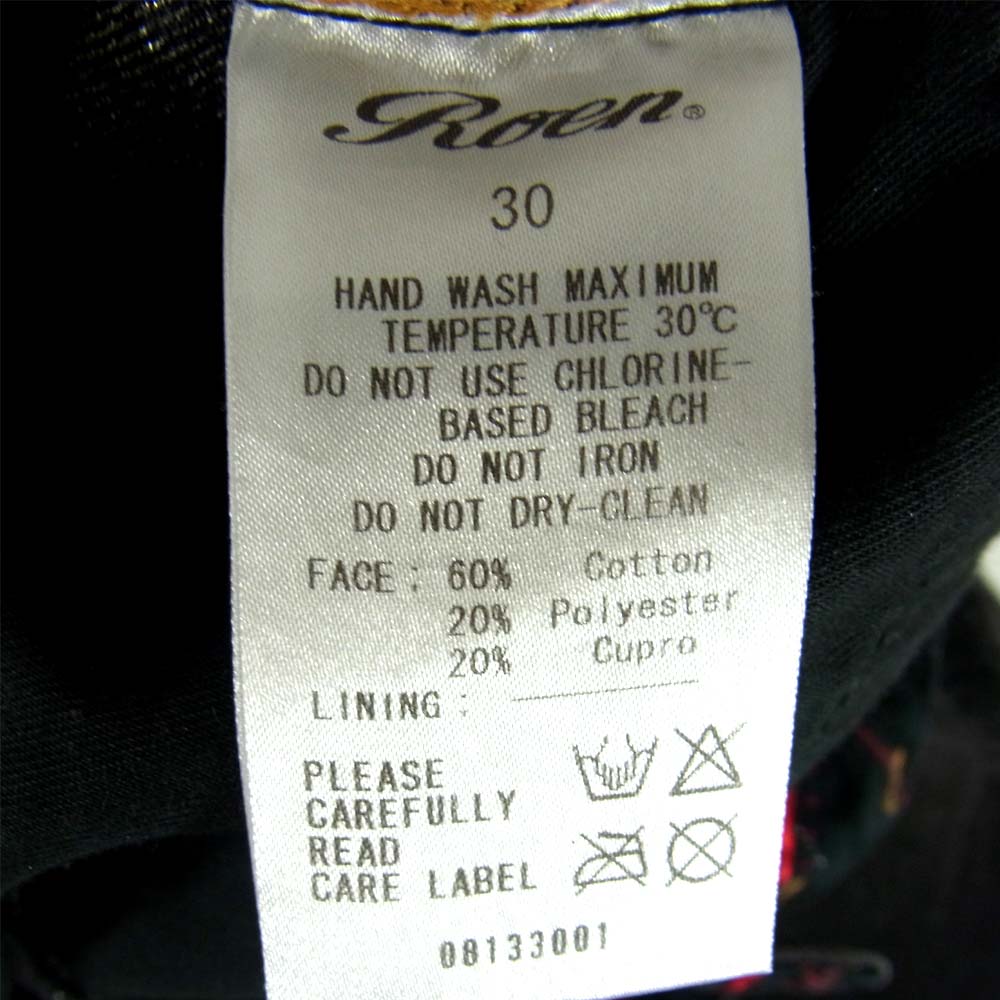 Roen®
30
HAND WASH MAXIMUM
TEMPERATURE 30℃
DO NOT USE CHLORINE-
BASED BLEACH
DO NOT IRON
DO NOT DRY-CLEAN
FACE: 60% Cotton
20% Polyester
20% Cupro
LINING:
PLEASE
CAREFULLY
READ
CARE LABEL
08133001